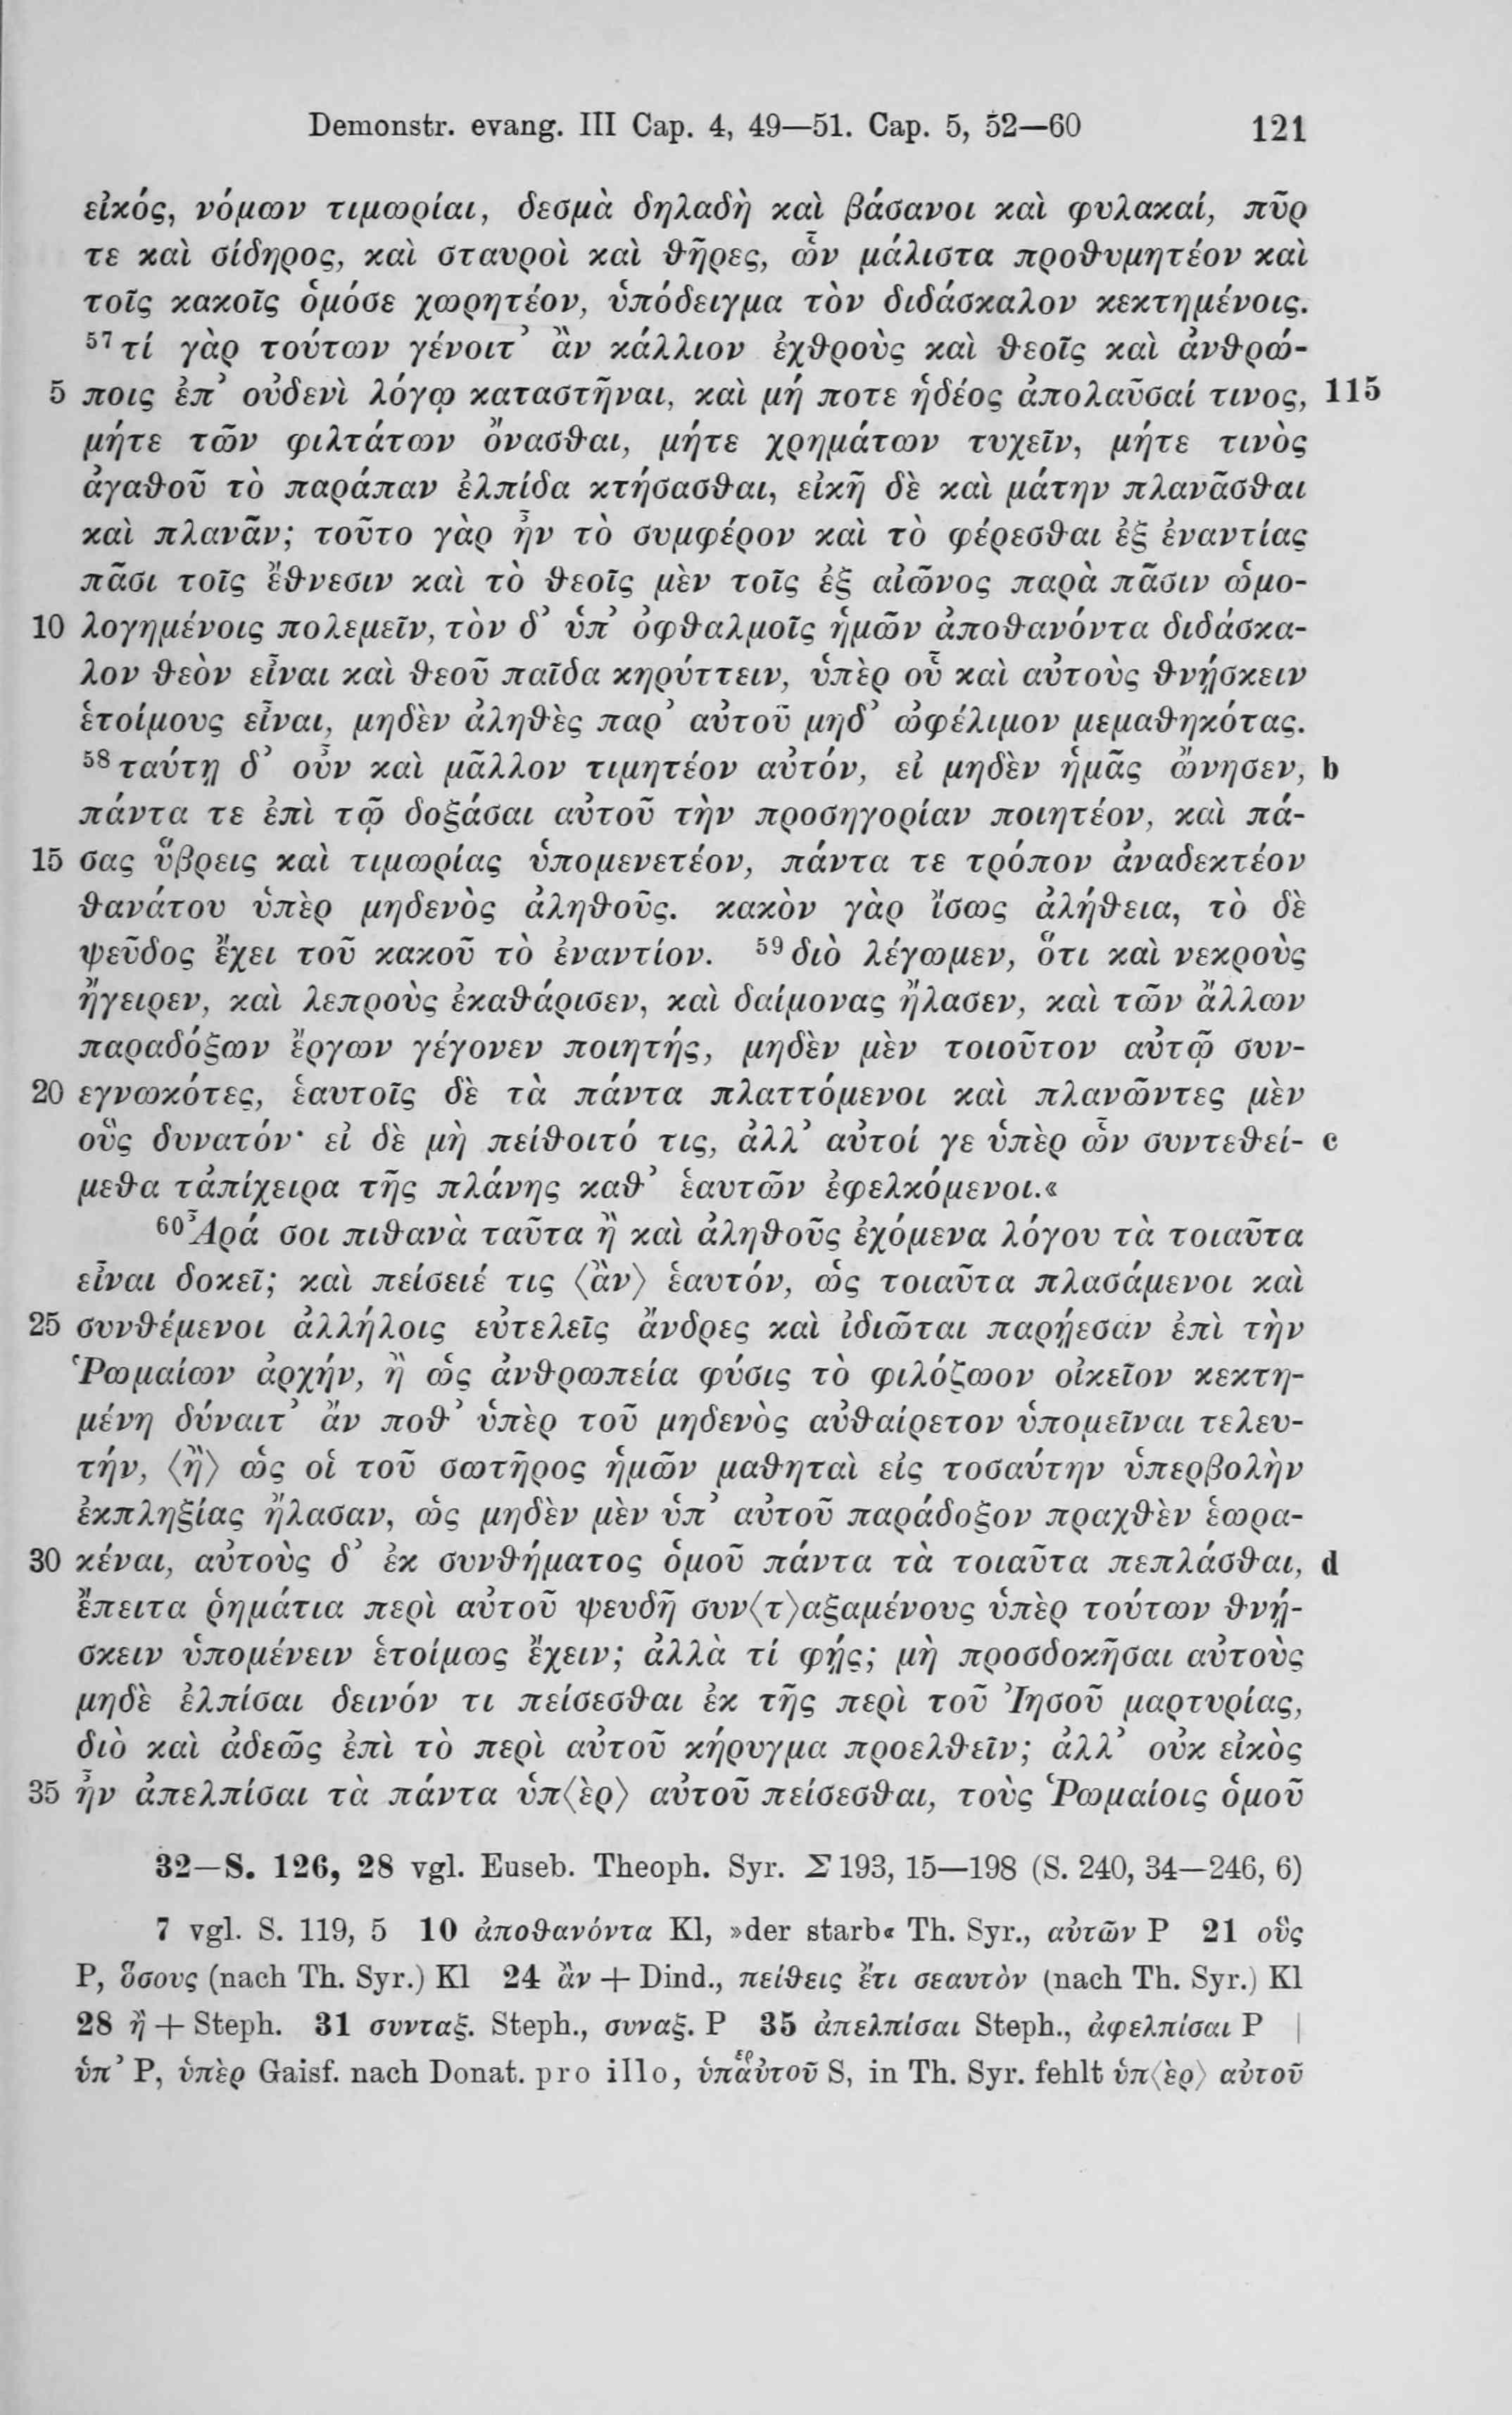 Demonstr. evang. III Cap. 4, 49—51. Cap. 5, 52—60 121
εἰκός, νόμων τιμωρίαι, δεσμὰ δηλαδὴ καὶ βάσανοι καὶ φυλακαί, πῦρ
τε καὶ σίδηρος, καὶ σταυροὶ καὶ θῆρες, ὧν μάλιστα προθυμητέον καὶ
τοῖς κακοῖς ὁμόσε χωρητέον, ὑπόδειγμα τὸν διδάσκαλον κεκτημένοις.
⁵⁷ τί γὰρ τούτων γένοιτ’ ἂν κάλλιον ἐχθροὺς καὶ θεοῖς καὶ ἀνθρώ-
5 ποις ἐπ’ οὐδενὶ λόγῳ καταστῆναι, καὶ μή ποτε ἡδέος ἀπολαῦσαί τινος, 115
μήτε τῶν φιλτάτων ὄνασθαι, μήτε χρημάτων τυχεῖν, μήτε τινὸς
ἀγαθοῦ τὸ παράπαν ἐλπίδα κτήσασθαι, εἰκῆ δὲ καὶ μάτην πλανᾶσθαι
καὶ πλανᾶν; τοῦτο γὰρ ἦν τὸ συμφέρον καὶ τὸ φέρεσθαι ἐξ ἐναντίας
πᾶσι τοῖς ἔθνεσιν καὶ τὸ θεοῖς μὲν τοῖς ἐξ αἰῶνος παρὰ πᾶσιν ὡμο-
10 λογημένοις πολεμεῖν, τὸν δ’ ὑπ’ ὀφθαλμοῖς ἡμῶν ἀποθανόντα διδάσκα-
λον θεὸν εἶναι καὶ θεοῦ παῖδα κηρύττειν, ὑπὲρ οὗ καὶ αὐτοὺς θνῄσκειν
ἑτοίμους εἶναι, μηδὲν ἀληθὲς παρ’ αὐτοῦ μηδ’ ὠφέλιμον μεμαθηκότας.
⁵⁸ ταύτῃ δ’ οὖν καὶ μᾶλλον τιμητέον αὐτόν, εἰ μηδὲν ἡμᾶς ὤνησεν, b
πάντα τε ἐπὶ τῷ δοξάσαι αὐτοῦ τὴν προσηγορίαν ποιητέον, καὶ πά-
15 σας ὕβρεις καὶ τιμωρίας ὑπομενετέον, πάντα τε τρόπον ἀναδεκτέον
θανάτου ὑπὲρ μηδενὸς ἀληθοῦς. κακὸν γὰρ ἴσως ἀλήθεια, τὸ δὲ
ψεῦδος ἔχει τοῦ κακοῦ τὸ ἐναντίον. ⁵⁹ διὸ λέγωμεν, ὅτι καὶ νεκροὺς
ἤγειρεν, καὶ λεπροὺς ἐκαθάρισεν, καὶ δαίμονας ἤλασεν, καὶ τῶν ἄλλων
παραδόξων ἔργων γέγονεν ποιητής, μηδὲν μὲν τοιοῦτον αὐτῷ συν-
20 εγνωκότες, ἑαυτοῖς δὲ τὰ πάντα πλαττόμενοι καὶ πλανῶντες μὲν
οὓς δυνατόν· εἰ δὲ μὴ πείθοιτό τις, ἀλλ’ αὐτοί γε ὑπὲρ ὧν συντεθεί- c
μεθα τἀπίχειρα τῆς πλάνης καθ’ ἑαυτῶν ἐφελκόμενοι.«
⁶⁰ Ἆρά σοι πιθανὰ ταῦτα ἢ καὶ ἀληθοῦς ἐχόμενα λόγου τὰ τοιαῦτα
εἶναι δοκεῖ; καὶ πείσειέ τις ⟨ἂν⟩ ἑαυτόν, ὡς τοιαῦτα πλασάμενοι καὶ
25 συνθέμενοι ἀλλήλοις εὐτελεῖς ἄνδρες καὶ ἰδιῶται παρῄεσαν ἐπὶ τὴν
Ῥωμαίων ἀρχήν, ἢ ὡς ἀνθρωπεία φύσις τὸ φιλόζωον οἰκεῖον κεκτη-
μένη δύναιτ’ ἄν ποθ’ ὑπὲρ τοῦ μηδενὸς αὐθαίρετον ὑπομεῖναι τελευ-
τήν, ⟨ἢ⟩ ὡς οἱ τοῦ σωτῆρος ἡμῶν μαθηταὶ εἰς τοσαύτην ὑπερβολὴν
ἐκπληξίας ἤλασαν, ὡς μηδὲν μὲν ὑπ’ αὐτοῦ παράδοξον πραχθὲν ἑωρα-
30 κέναι, αὐτοὺς δ’ ἐκ συνθήματος ὁμοῦ πάντα τὰ τοιαῦτα πεπλάσθαι, d
ἔπειτα ῥημάτια περὶ αὐτοῦ ψευδῆ συν⟨τ⟩αξαμένους ὑπὲρ τούτων θνῄ-
σκειν ὑπομένειν ἑτοίμως ἔχειν; ἀλλὰ τί φῄς; μὴ προσδοκῆσαι αὐτοὺς
μηδὲ ἐλπίσαι δεινόν τι πείσεσθαι ἐκ τῆς περὶ τοῦ Ἰησοῦ μαρτυρίας,
διὸ καὶ ἀδεῶς ἐπὶ τὸ περὶ αὐτοῦ κήρυγμα προελθεῖν; ἀλλ’ οὐκ εἰκὸς
35 ἦν ἀπελπίσαι τὰ πάντα ὑπ⟨ὲρ⟩ αὐτοῦ πείσεσθαι, τοὺς Ῥωμαίοις ὁμοῦ
32—S. 126, 28 vgl. Euseb. Theoph. Syr. Σ 193, 15—198 (S. 240, 34—246, 6)
7 vgl. S. 119, 5 10 ἀποθανόντα Kl, »der starb« Th. Syr., αὐτῶν P 21 οὓς
P, ὅσους (nach Th. Syr.) Kl 24 ἂν + Dind., πείθεις ἔτι σεαυτὸν (nach Th. Syr.) Kl
28 ἢ + Steph. 31 συνταξ. Steph., συναξ. P 35 ἀπελπίσαι Steph., ἀφελπίσαι P |
ὑπ’ P, ὑπὲρ Gaisf. nach Donat. pro illo, ὑπ<sup>ερ</sup>αὐτοῦ S, in Th. Syr. fehlt ὑπ⟨ὲρ⟩ αὐτοῦ